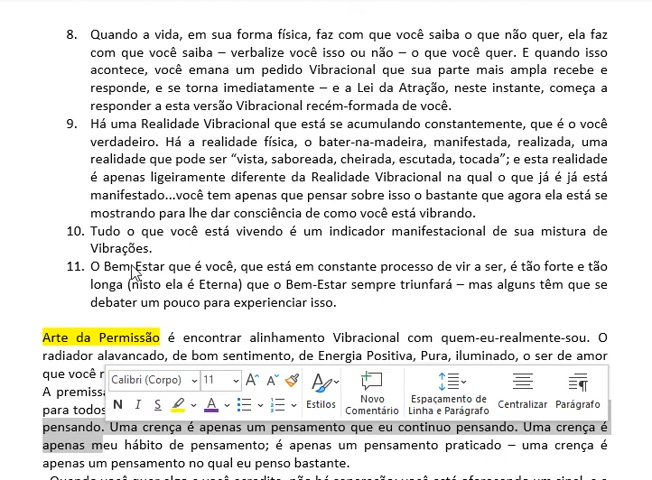 8. Quando a vida, em sua forma física, faz com que você saiba o que não quer, ela faz
com que você saiba – verbalize você isso ou não – o que você quer. E quando isso
acontece, você emana um pedido Vibracional que sua parte mais ampla recebe e
responde, e se torna imediatamente – e a Lei da Atração, neste instante, começa a
responder a esta versão Vibracional recém-formada de você.
9. Há uma Realidade Vibracional que está se acumulando constantemente, que é o você
verdadeiro. Há a realidade física, o bater-na-madeira, manifestada, realizada, uma
realidade que pode ser “vista, saboreada, cheirada, escutada, tocada”; e esta realidade
é apenas ligeiramente diferente da Realidade Vibracional na qual o que já é já está
manifestado...você tem apenas que pensar sobre isso o bastante que agora ela está se
mostrando para lhe dar consciência de como você está vibrando.
10. Tudo o que você está vivendo é um indicador manifestacional de sua mistura de
Vibrações.
11. O Bem-Estar que é você, que está em constante processo de vir a ser, é tão forte e tão
longa (nisto ela é Eterna) que o Bem-Estar sempre triunfará – mas alguns têm que se
debater um pouco para experienciar isso.
Arte da Permissão é encontrar alinhamento Vibracional com quem-eu-realmente-sou. O
radiador alavancado, de bom sentimento, de Energia Positiva, Pura, iluminado, o ser de amor
que você
Calibri (Corpo) 11
A premiss
N I S A Estilos Novo Comentário Espaçamento de Linha e Parágrafo Centralizar Parágrafo
para todos
pensando. Uma crença é apenas um pensamento que eu continuo pensando. Uma crença é
apenas meu hábito de pensamento; é apenas um pensamento praticado – uma crença é
apenas um pensamento no qual eu penso bastante.